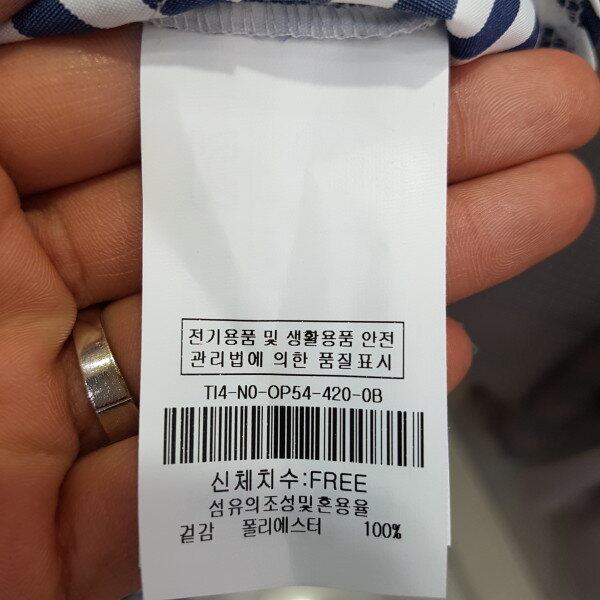 전기용품 및 생활용품 안전
관리법에 의한 품질표시
TI4-N0-OP54-420-0B
신체치수:FREE
섬유의조성및혼용율
겉감 폴리에스터 100%